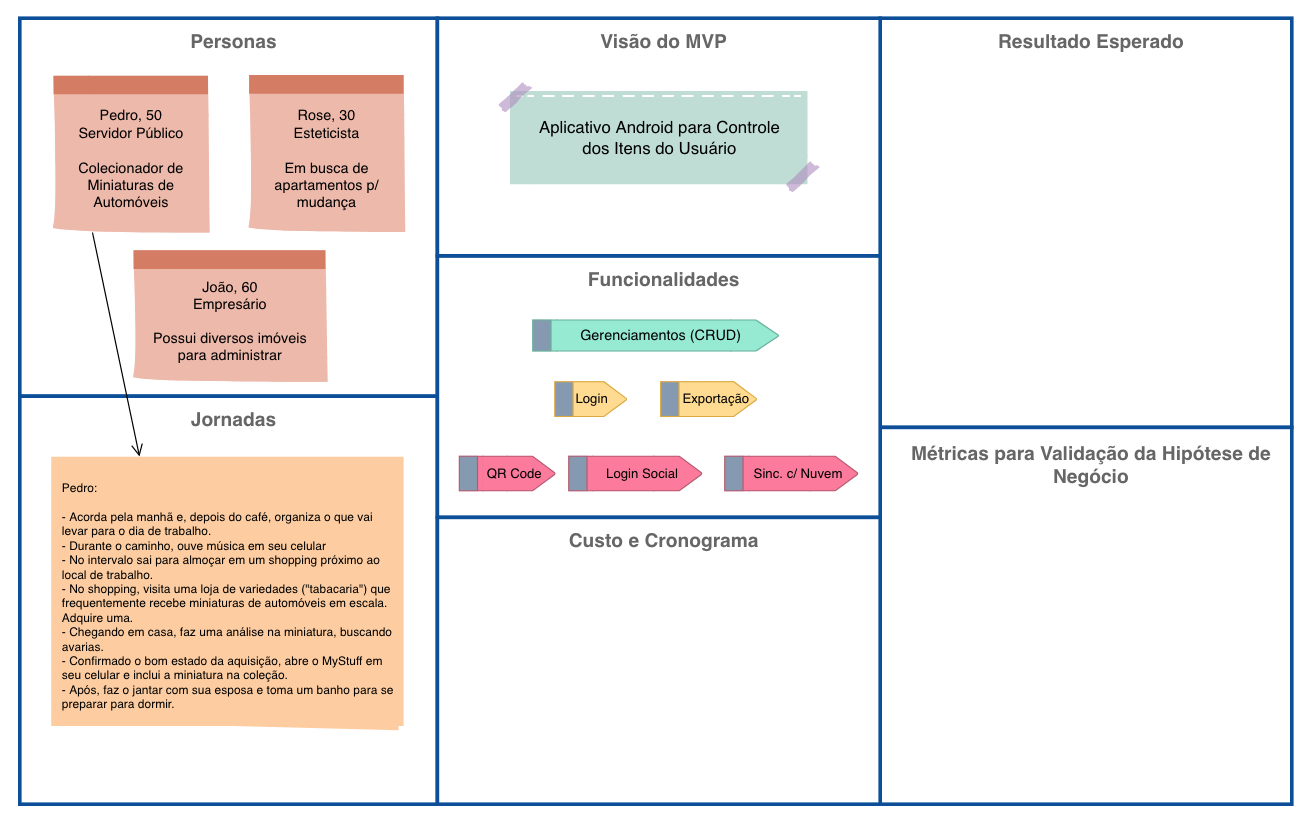 Personas
Pedro, 50
Servidor Público
Colecionador de
Miniaturas de
Automóveis
Rose, 30
Esteticista
Em busca de
apartamentos p/
mudança
João, 60
Empresário
Possui diversos imóveis
para administrar
Jornadas
Pedro:
- Acorda pela manhã e, depois do café, organiza o que vai
levar para o dia de trabalho.
- Durante o caminho, ouve música em seu celular
- No intervalo sai para almoçar em um shopping próximo ao
local de trabalho.
- No shopping, visita uma loja de variedades ("tabacaria") que
frequentemente recebe miniaturas de automóveis em escala.
Adquire uma.
- Chegando em casa, faz uma análise na miniatura, buscando
avarias.
- Confirmado o bom estado da aquisição, abre o MyStuff em
seu celular e inclui a miniatura na coleção.
- Após, faz o jantar com sua esposa e toma um banho para se
preparar para dormir.
Visão do MVP
Aplicativo Android para Controle
dos Itens do Usuário
Funcionalidades
Gerenciamentos (CRUD)
Login
Exportação
QR Code
Login Social
Sinc. c/ Nuvem
Custo e Cronograma
Resultado Esperado
Métricas para Validação da Hipótese de
Negócio